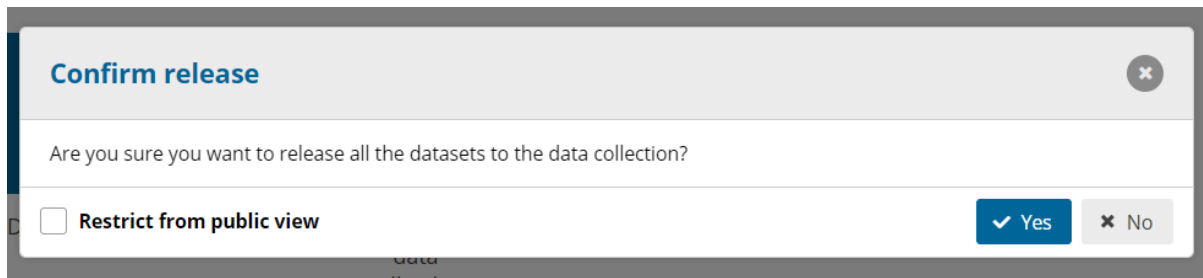 Confirm release
Are you sure you want to release all the datasets to the data collection?
D
Restrict from public view
Yes
No
data